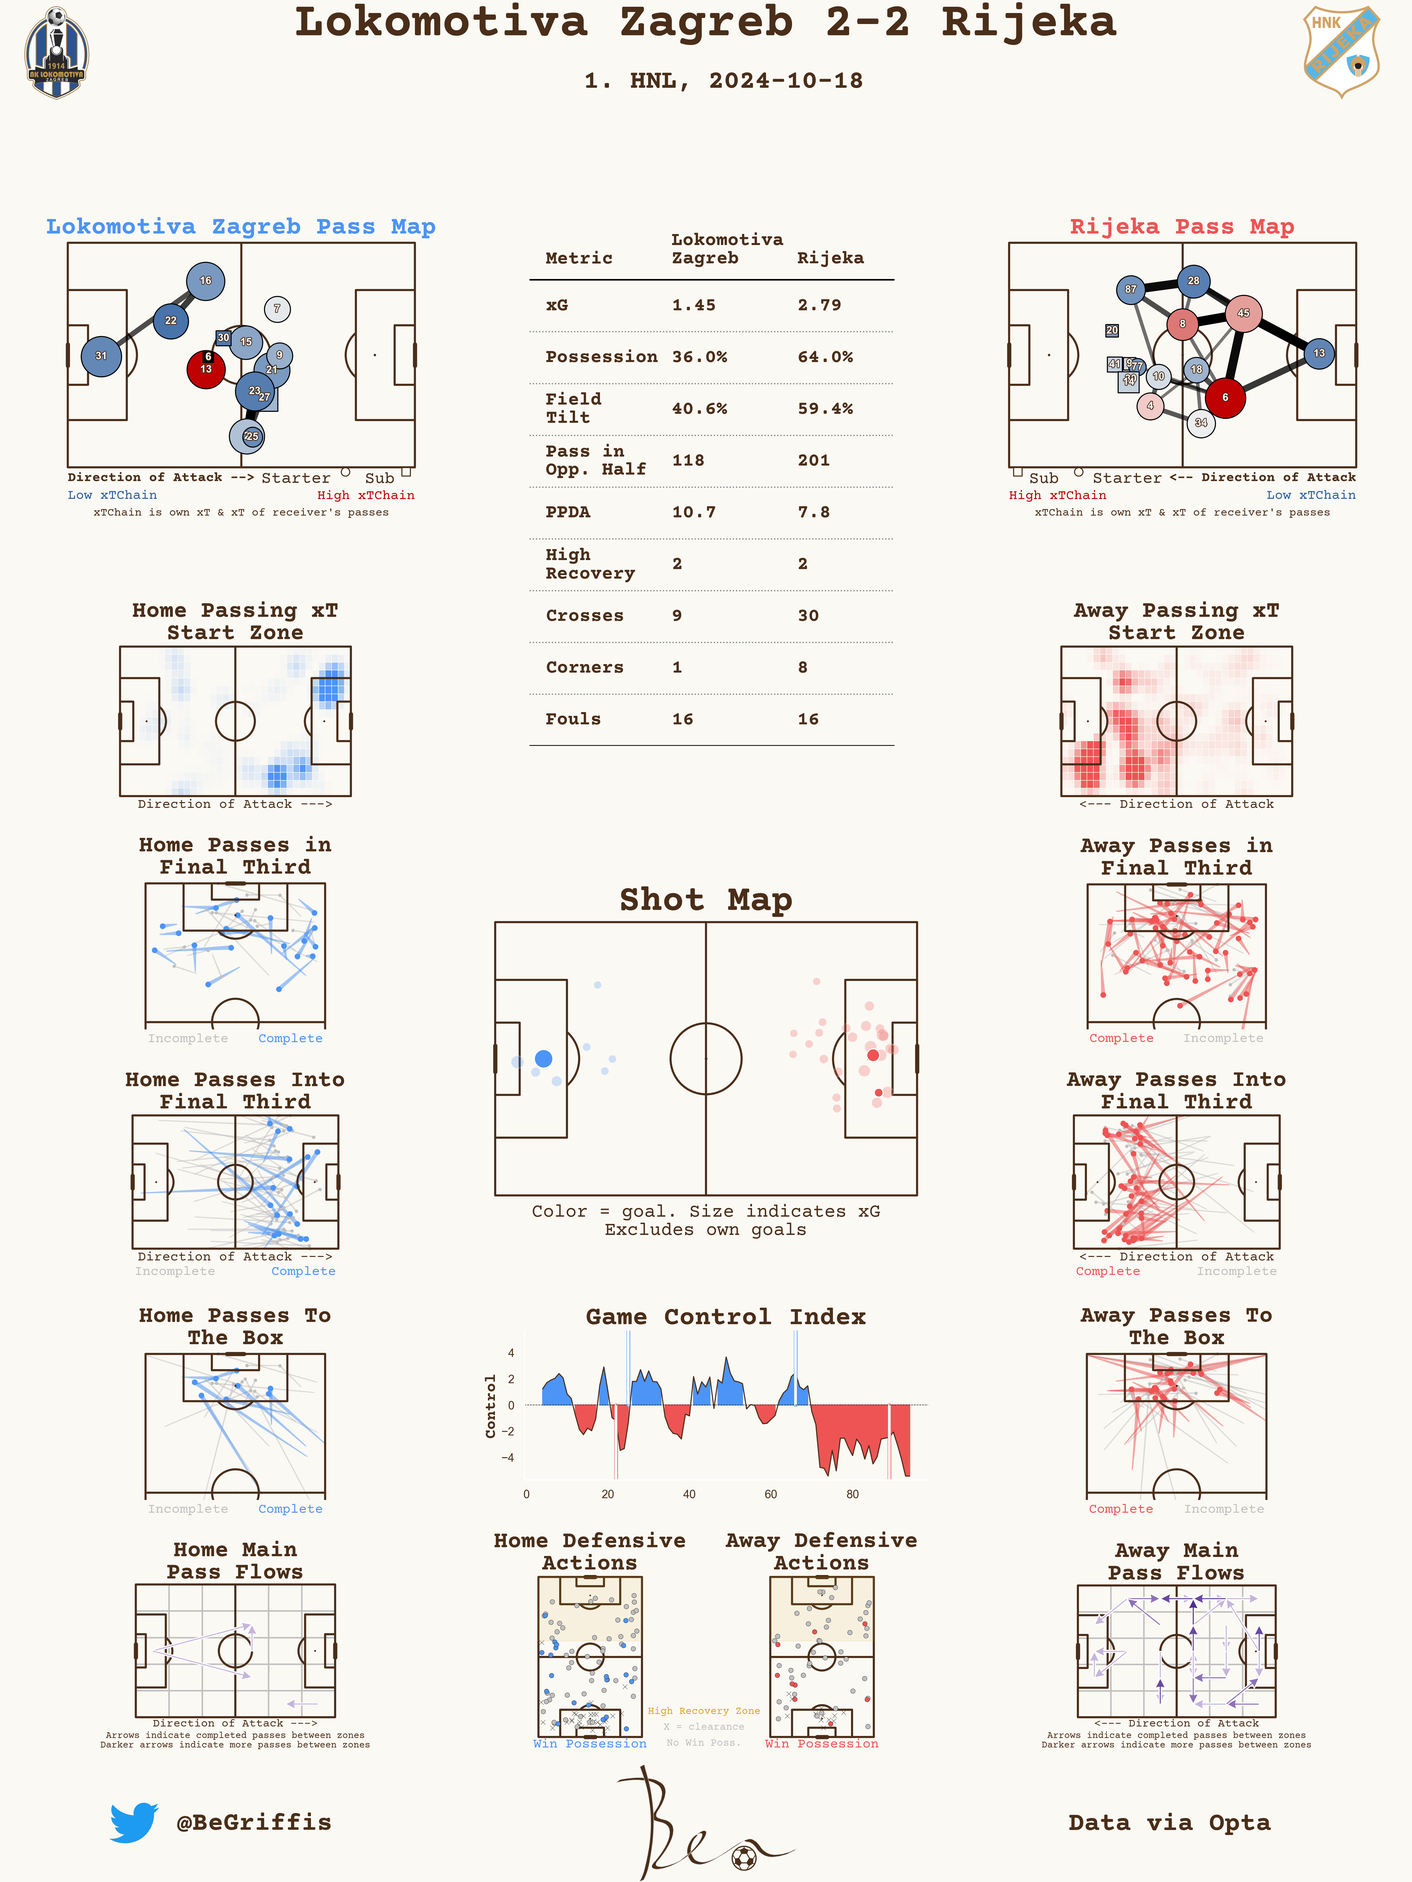 Lokomotiva Zagreb 2-2 Rijeka
1. HNL, 2024-10-18
1914
NK LOKOMOTIVA
ZAGREB
HNK
RIJEKA
Lokomotiva Zagreb Pass Map
16
7
22
30
15
31
6
9
13
21
23
27
25
Direction of Attack -->
Starter
Sub
Low xTChain
High xTChain
xTChain is own xT & xT of receiver's passes
Metric
Lokomotiva
Zagreb
Rijeka
xG 1.45 2.79
Possession 36.0% 64.0%
Field
Tilt 40.6% 59.4%
Pass in
Opp. Half 118 201
PPDA 10.7 7.8
High
Recovery 2 2
Crosses 9 30
Corners 1 8
Fouls 16 16
Rijeka Pass Map
87
28
45
8
20
13
41
77
10
18
14
4
6
34
Sub
Starter
<-- Direction of Attack
High xTChain
Low xTChain
xTChain is own xT & xT of receiver's passes
Home Passing xT
Start Zone
Direction of Attack --->
Away Passing xT
Start Zone
<--- Direction of Attack
Home Passes in
Final Third
Incomplete
Complete
Away Passes in
Final Third
Complete
Incomplete
Shot Map
Color = goal. Size indicates xG
Excludes own goals
Home Passes Into
Final Third
Direction of Attack --->
Incomplete
Complete
Away Passes Into
Final Third
<--- Direction of Attack
Complete
Incomplete
Home Passes To
The Box
Incomplete
Complete
Game Control Index
Control
4
2
0
−2
−4
0
20
40
60
80
Away Passes To
The Box
Complete
Incomplete
Home Main
Pass Flows
Direction of Attack --->
Arrows indicate completed passes between zones
Darker arrows indicate more passes between zones
Home Defensive
Actions
Win Possession
Away Defensive
Actions
Win Possession
High Recovery Zone
X = clearance
No Win Poss.
Away Main
Pass Flows
<--- Direction of Attack
Arrows indicate completed passes between zones
Darker arrows indicate more passes between zones
@BeGriffis
Ben
Data via Opta